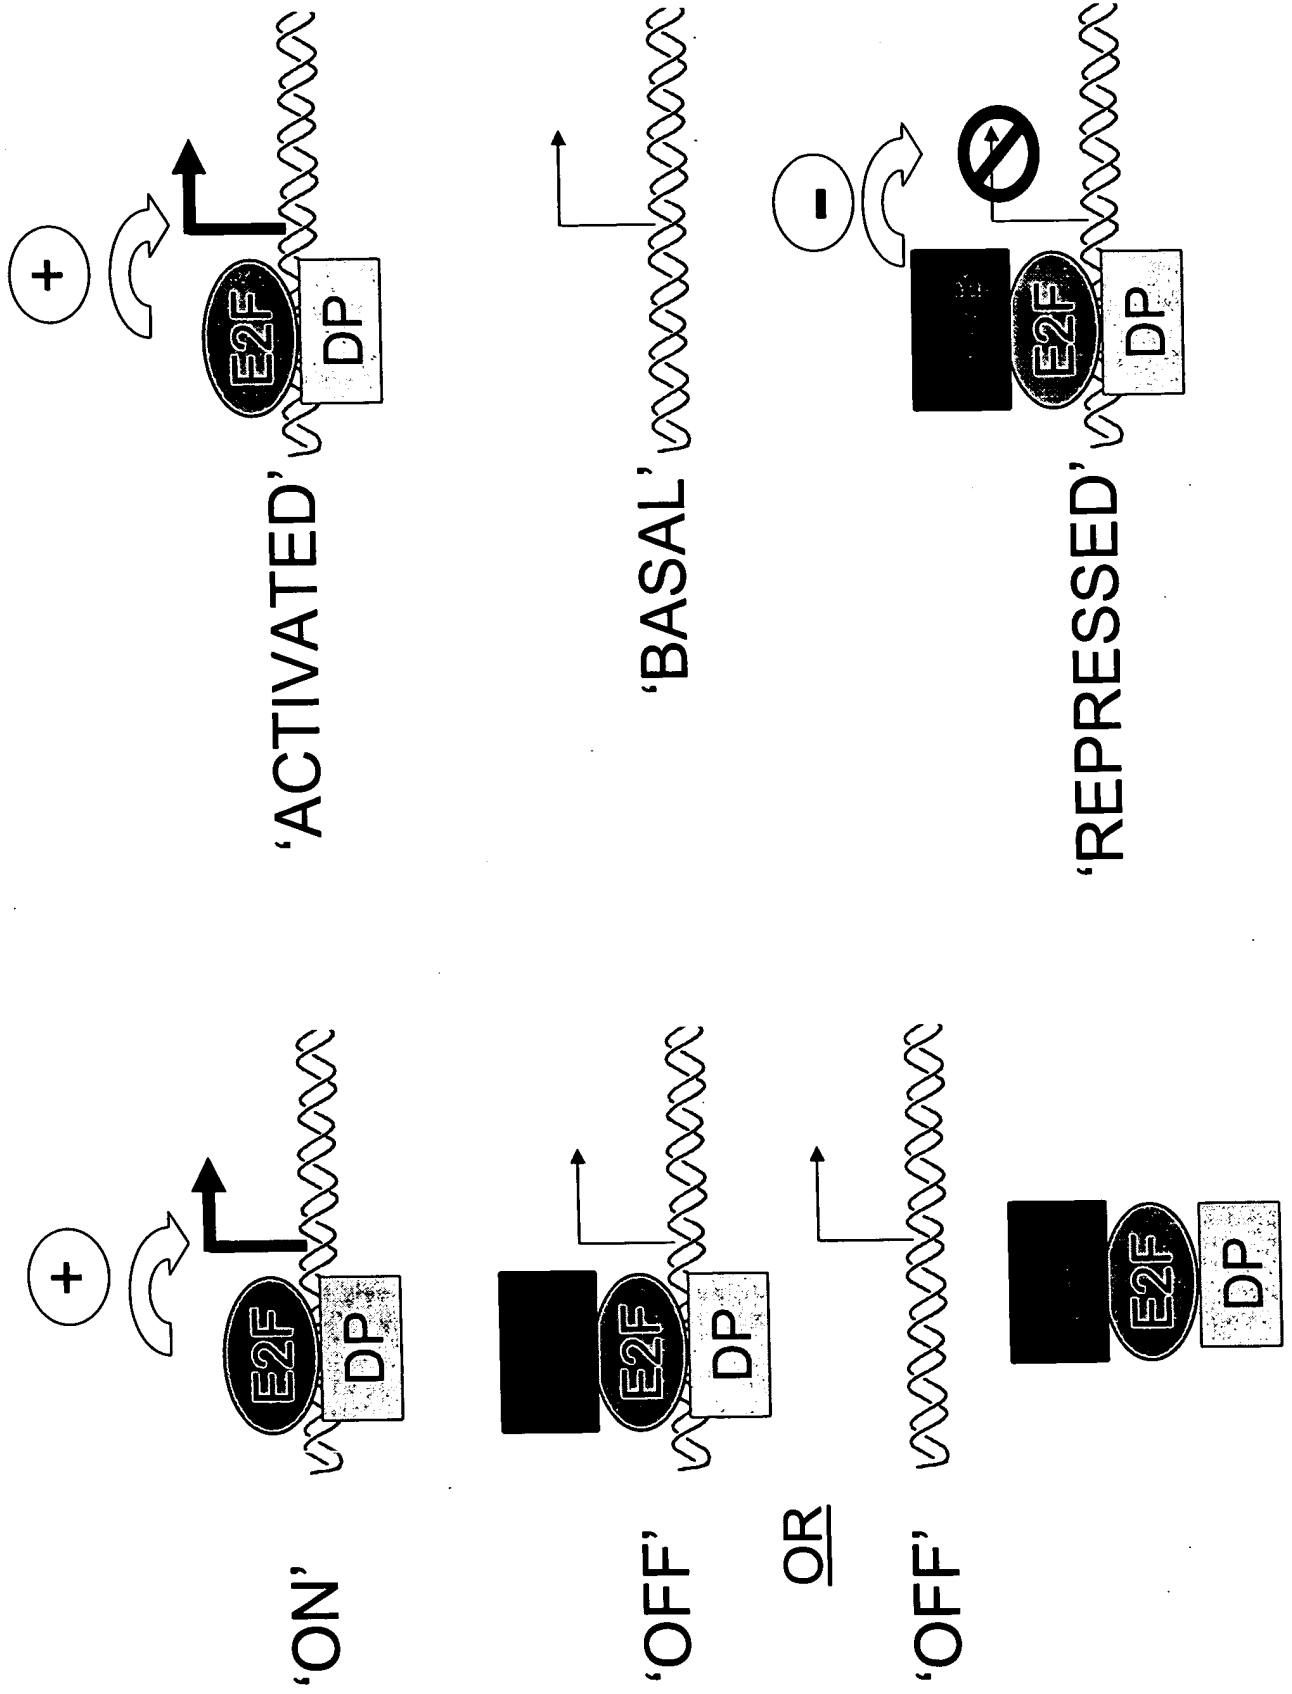 ‘ON’
+
E2F
DP
‘OFF’
E2F
DP
OR
‘OFF’
E2F
DP
‘ACTIVATED’
+
E2F
DP
‘BASAL’
‘REPRESSED’
-
E2F
DP